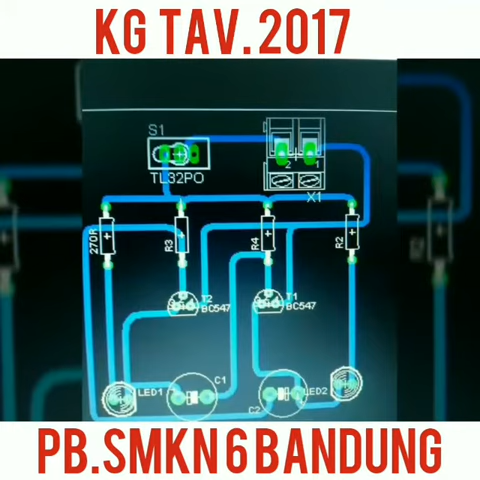 KG TAV. 2017
S1
TL32PO
2 1
X1
270R
R3
R4
R2
T2
BC547
T1
BC547
LED1
C1
C2
LED2
PB.SMKN 6 BANDUNG